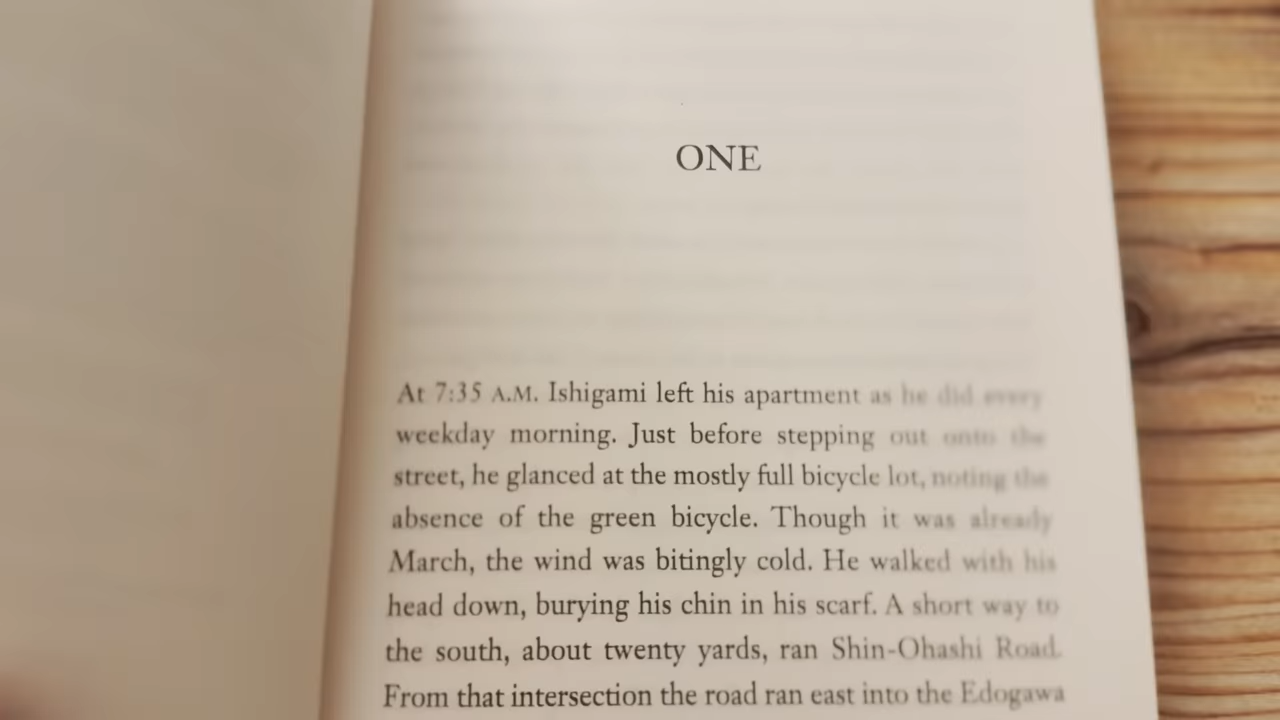 ONE
At 7:35 A.M. Ishigami left his apartment as he did every
weekday morning. Just before stepping out onto the
street, he glanced at the mostly full bicycle lot, noting the
absence of the green bicycle. Though it was already
March, the wind was bitingly cold. He walked with his
head down, burying his chin in his scarf. A short way to
the south, about twenty yards, ran Shin-Ohashi Road.
From that intersection the road ran east into the Edogawa